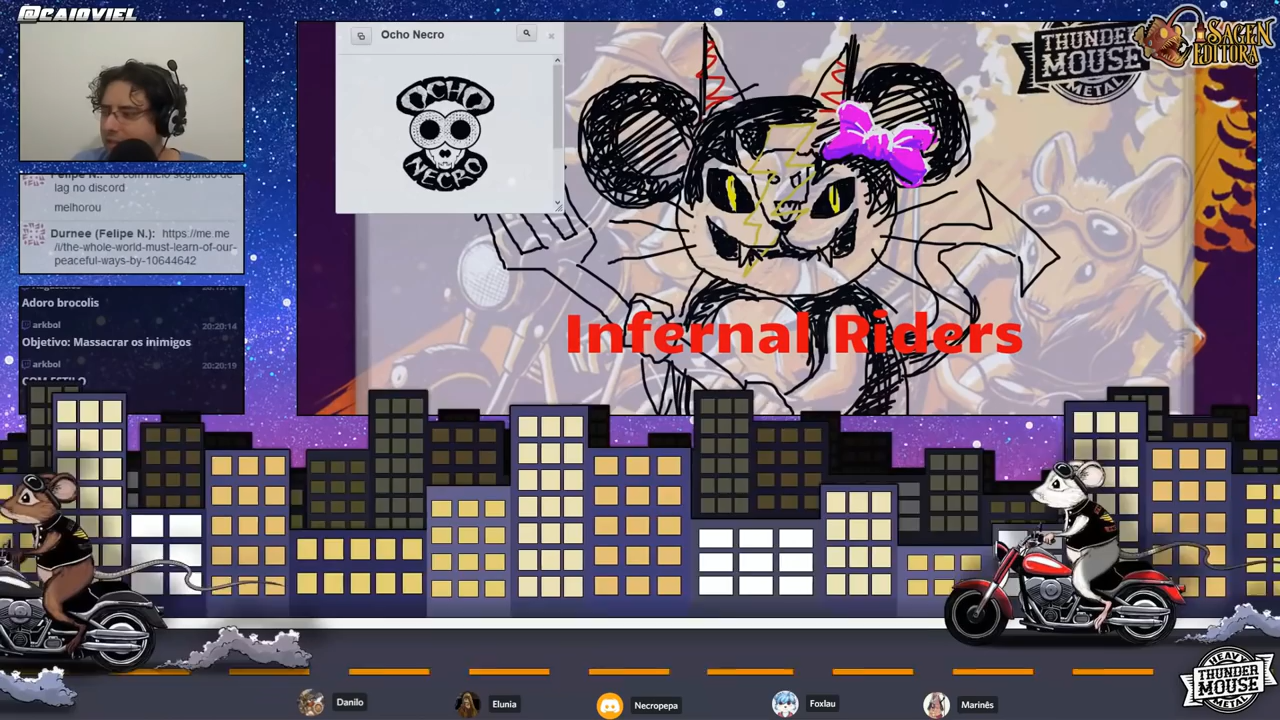 @CAIOVIEL
lag no discord
melhorou
Durnee (Felipe N.): https://me.me
/i/the-whole-world-must-learn-of-our-
peaceful-ways-by-10644642
Adoro brocolis
arkbol 20:20:14
Objetivo: Massacrar os inimigos
arkbol 20:20:19
COM ESTILO
Ocho Necro
OCHO
NECRO
THUNDER
MOUSE
METAL
SAGEN
EDITORA
Infernal Riders
HEAVY
THUNDER
MOUSE
METAL
Danilo
Elunia
Necropepa
Foxlau
Marinês